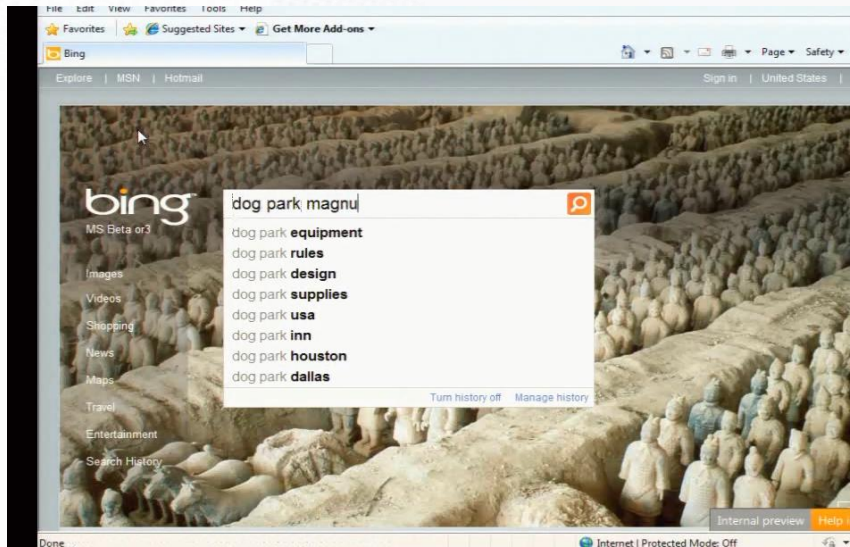 File Edit View Favorites Tools Help
Favorites Suggested Sites Get More Add-ons
Bing Page Safety
Explore | MSN | Hotmail Sign in | United States |
bing
MS Beta or3
dog park magnu
dog park equipment
dog park rules
dog park design
dog park supplies
dog park usa
dog park inn
dog park houston
dog park dallas
Turn history off Manage history
Images
Videos
Shopping
News
Maps
Travel
Entertainment
Search History
Internal preview Help
Done Internet | Protected Mode: Off